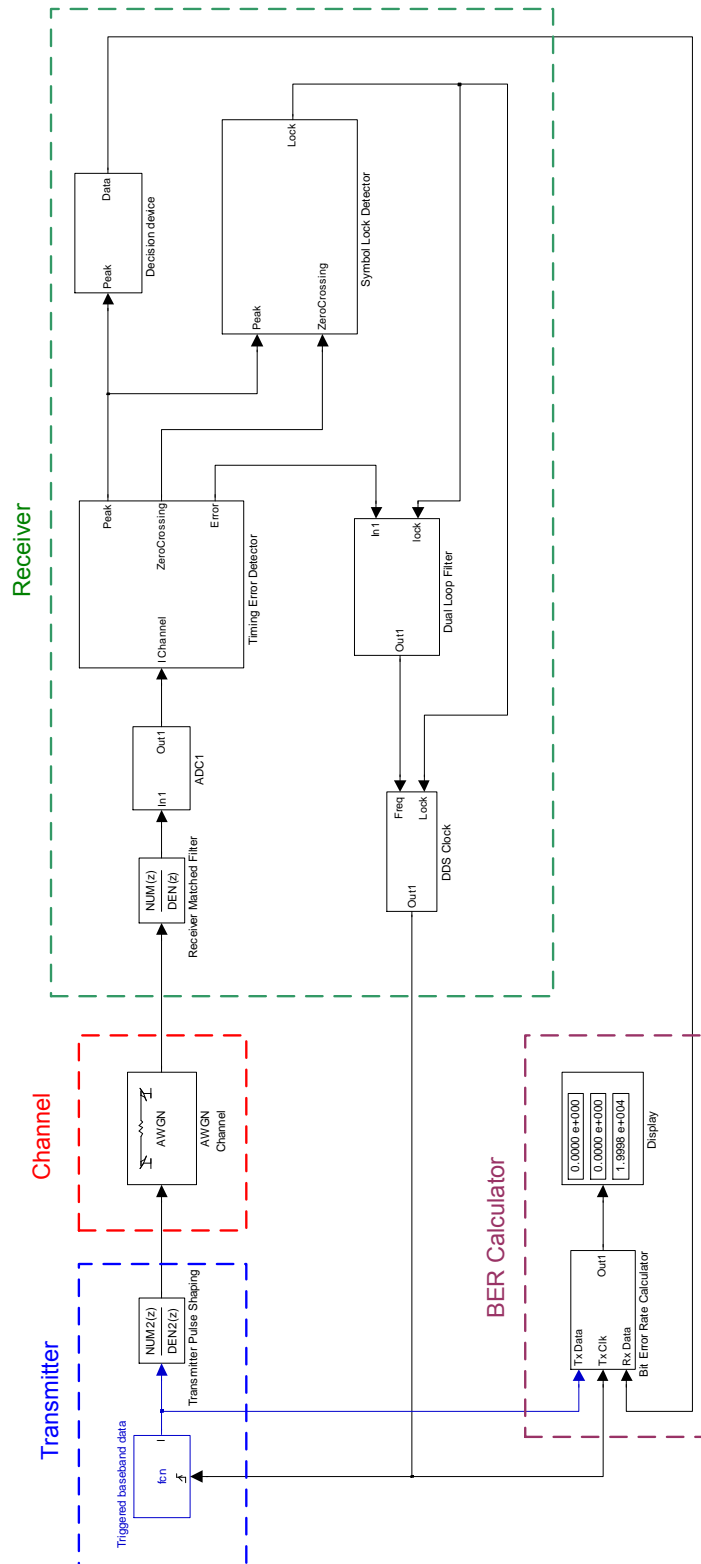 Transmitter
Triggered baseband data
fcn
I
NUM2(z)
DEN2(z)
Transmitter Pulse Shaping
Channel
AWGN
AWGN
Channel
Receiver
NUM(z)
DEN(z)
Receiver Matched Filter
In1
Out1
ADC1
I Channel
Peak
ZeroCrossing
Error
Timing Error Detector
Peak
Data
Decision device
Peak
ZeroCrossing
Lock
Symbol Lock Detector
In1
lock
Out1
Dual Loop Filter
Freq
Lock
Out1
DDS Clock
BER Calculator
Tx Data
Tx Clk
Rx Data
Out1
Bit Error Rate Calculator
0.0000 e+000
0.0000 e+000
1.9998 e+004
Display